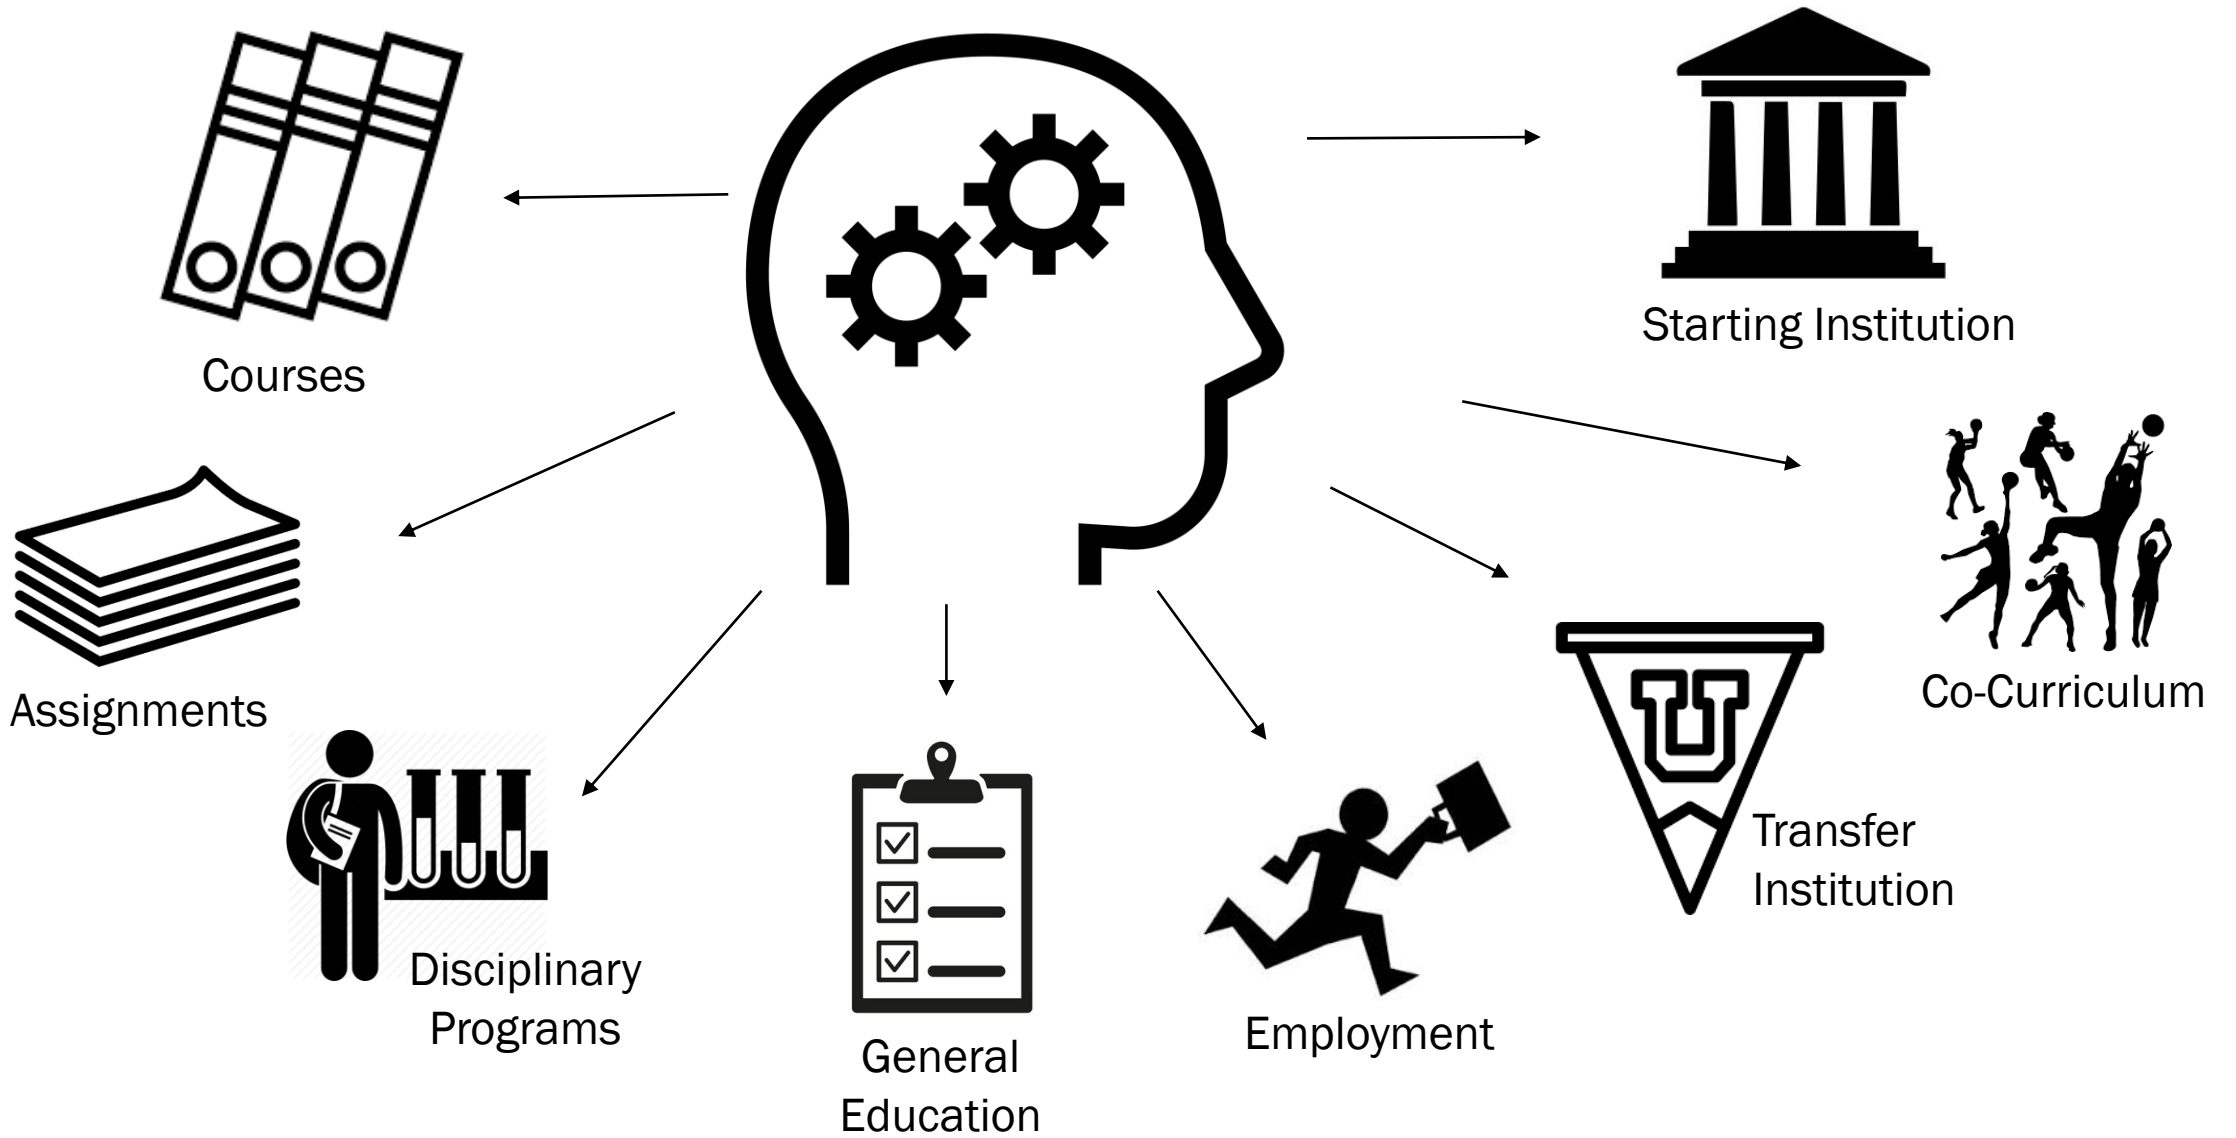 Courses
Starting Institution
Assignments
Co-Curriculum
U
Transfer
Institution
Disciplinary
Programs
General
Education
Employment